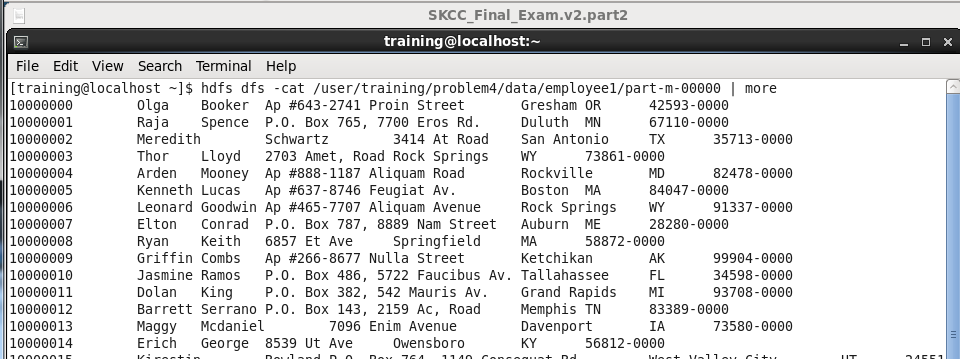 SKCC_Final_Exam.v2.part2
training@localhost:~
File Edit View Search Terminal Help
[training@localhost ~]$ hdfs dfs -cat /user/training/problem4/data/employee1/part-m-00000 | more
10000000 Olga Booker Ap #643-2741 Proin Street Gresham OR 42593-0000
10000001 Raja Spence P.O. Box 765, 7700 Eros Rd. Duluth MN 67110-0000
10000002 Meredith Schwartz 3414 At Road San Antonio TX 35713-0000
10000003 Thor Lloyd 2703 Amet, Road Rock Springs WY 73861-0000
10000004 Arden Mooney Ap #888-1187 Aliquam Road Rockville MD 82478-0000
10000005 Kenneth Lucas Ap #637-8746 Feugiat Av. Boston MA 84047-0000
10000006 Leonard Goodwin Ap #465-7707 Aliquam Avenue Rock Springs WY 91337-0000
10000007 Elton Conrad P.O. Box 787, 8889 Nam Street Auburn ME 28280-0000
10000008 Ryan Keith 6857 Et Ave Springfield MA 58872-0000
10000009 Griffin Combs Ap #266-8677 Nulla Street Ketchikan AK 99904-0000
10000010 Jasmine Ramos P.O. Box 486, 5722 Faucibus Av. Tallahassee FL 34598-0000
10000011 Dolan King P.O. Box 382, 542 Mauris Av. Grand Rapids MI 93708-0000
10000012 Barrett Serrano P.O. Box 143, 2159 Ac, Road Memphis TN 83389-0000
10000013 Maggy Mcdaniel 7096 Enim Avenue Davenport IA 73580-0000
10000014 Erich George 8539 Ut Ave Owensboro KY 56812-0000